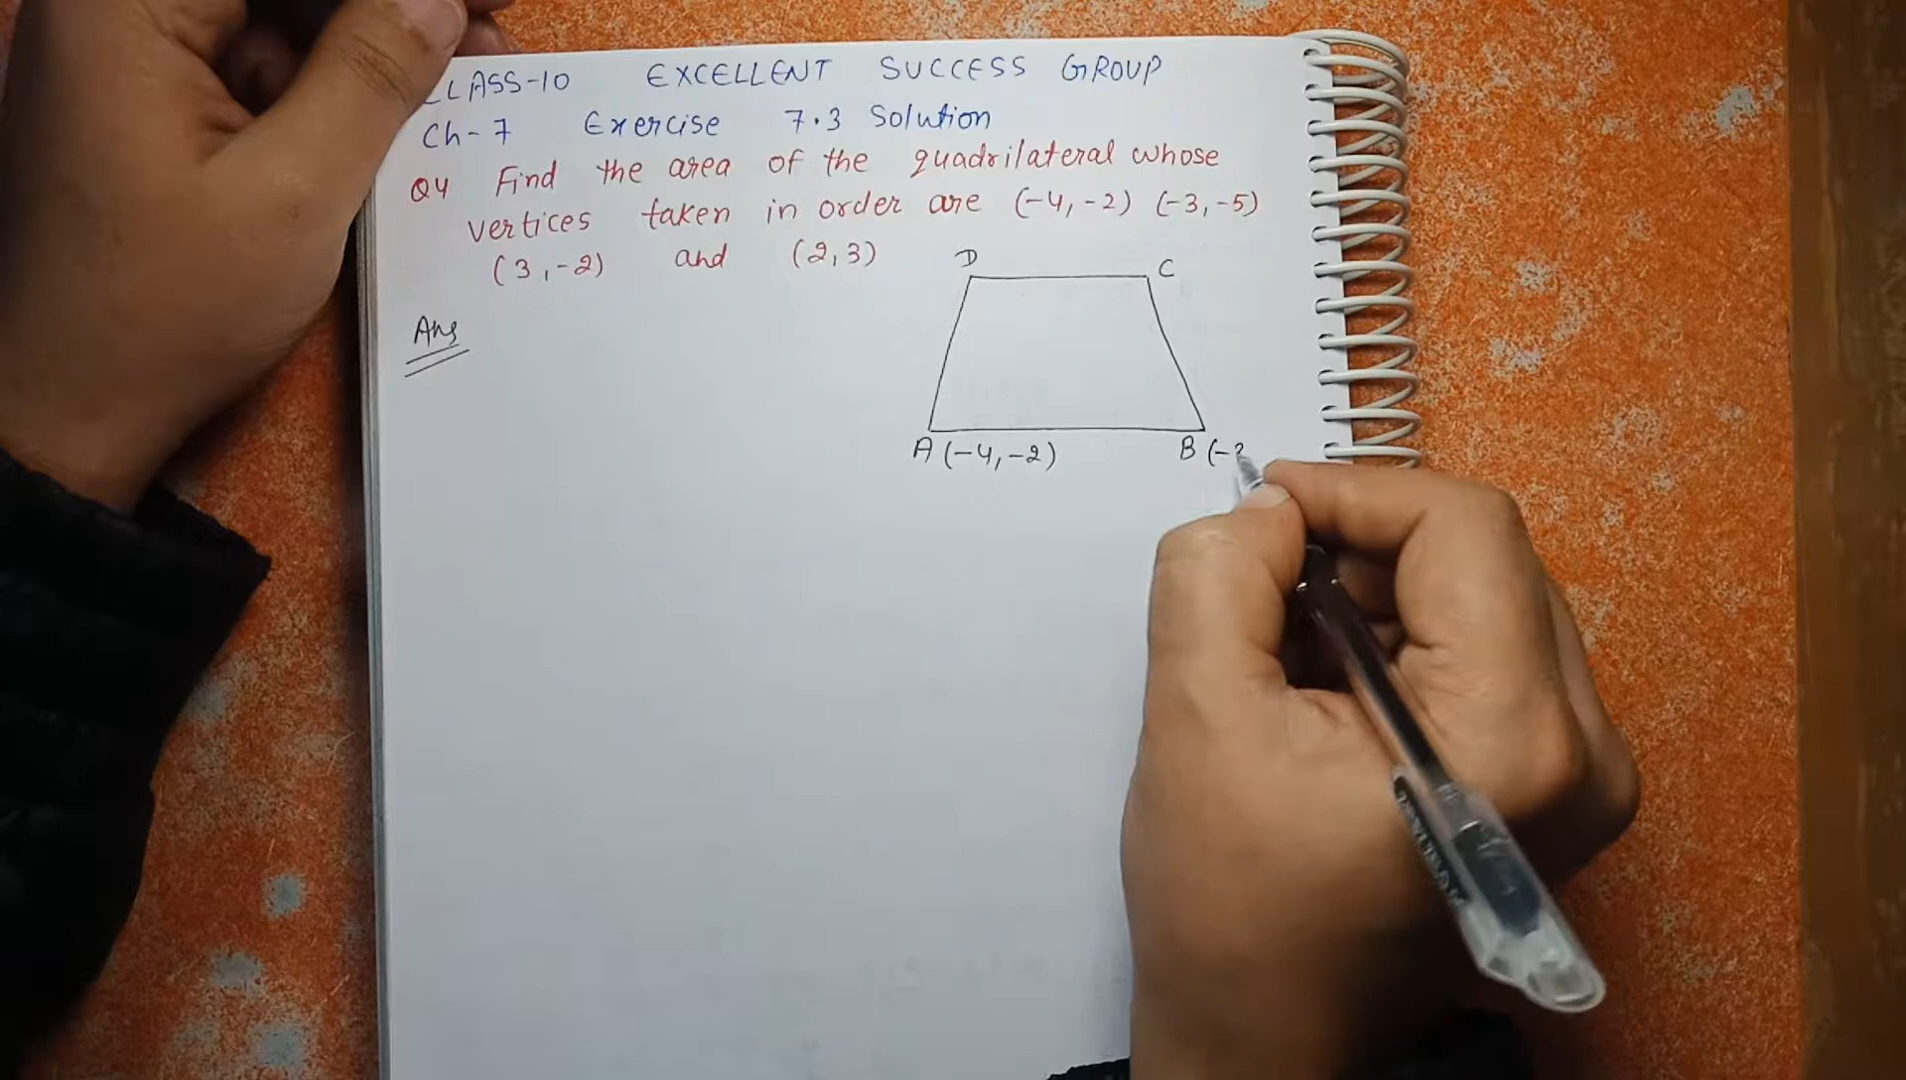 CLASS-10 EXCELLENT SUCCESS GROUP
Ch-7 Exercise 7.3 Solution
Q4 Find the area of the quadrilateral whose
vertices taken in order are (-4,-2) (-3,-5)
(3,-2) and (2,3)
D C
Ans
A (-4,-2) B (-3